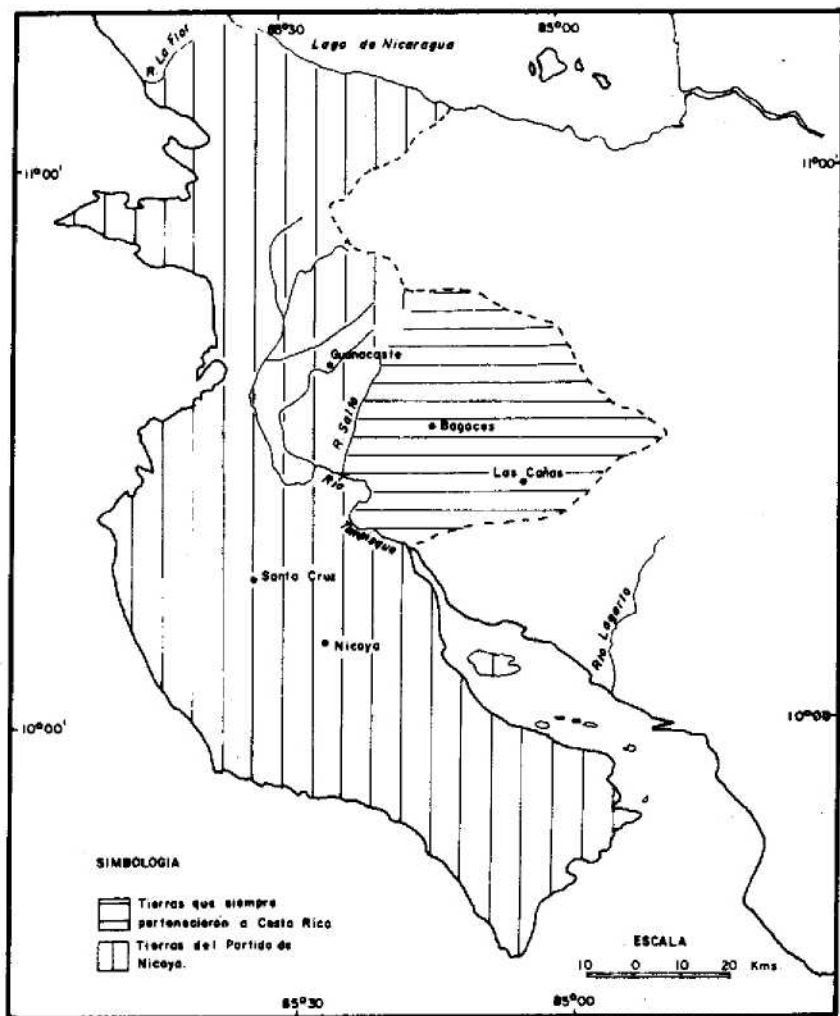 85°30'
85°00
R. La Flor
Lago de Nicaragua
11°00'
11°00'
Guanacaste
R. Salto
Bagaces
Las Cañas
Río
Tempisque
Santa Cruz
Nicoya
Río Lagarto
10°00'
10°00
SIMBOLOGIA
Tierras que siempre
pertenecieron a Costa Rica
Tierras del Partido de
Nicoya.
ESCALA
10 0 10 20 Kms.
85°30
85°00